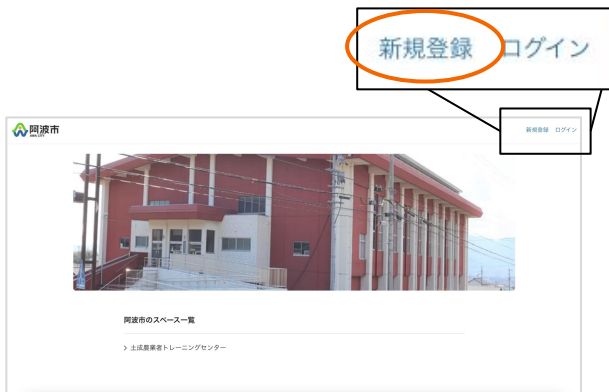 新規登録 ログイン
阿波市
AWA CITY
新規登録 ログイン
阿波市のスペース一覧
土成農業者トレーニングセンター